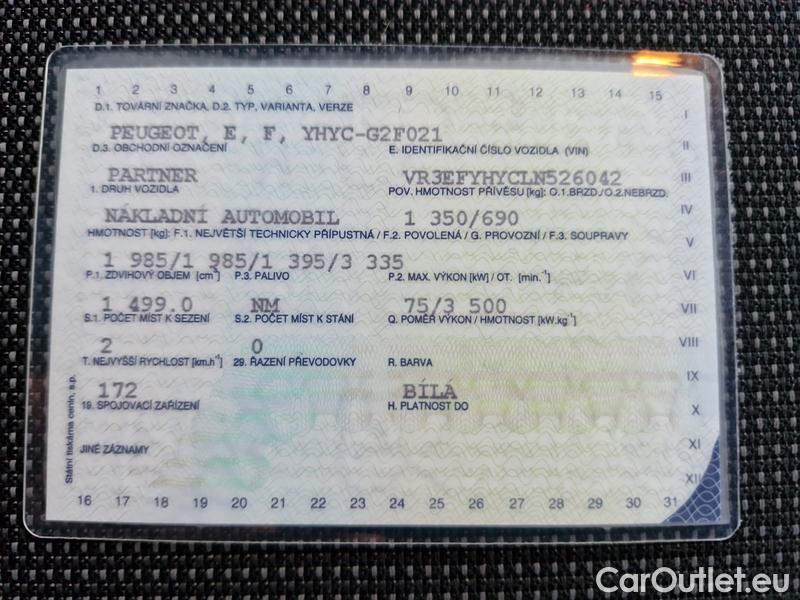 1 2 3 4 5 6 7 8 9 10 11 12 13 14 15
D.1. TOVÁRNÍ ZNAČKA, D.2. TYP, VARIANTA, VERZE I
PEUGEOT, E, F, YHYC-G2F021
D.3. OBCHODNÍ OZNAČENÍ E. IDENTIFIKAČNÍ ČÍSLO VOZIDLA (VIN) II
PARTNER VR3EFYHYCLN526042 III
1. DRUH VOZIDLA POV. HMOTNOST PŘÍVĚSU [kg]: O.1.BRZD./O.2.NEBRZD.
NÁKLADNÍ AUTOMOBIL 1 350/690 IV
HMOTNOST [kg]: F.1. NEJVĚTŠÍ TECHNICKY PŘÍPUSTNÁ / F.2. POVOLENÁ / G. PROVOZNÍ / F.3. SOUPRAVY V
1 985/1 985/1 395/3 335
P.1. ZDVIHOVÝ OBJEM [cm³] P.3. PALIVO P.2. MAX. VÝKON [kW] / OT. [min.⁻¹] VI
1 499.0 NM 75/3 500 VII
S.1. POČET MÍST K SEZENÍ S.2. POČET MÍST K STÁNÍ Q. POMĚR VÝKON / HMOTNOST [kW.kg⁻¹]
2 0 VIII
T. NEJVYŠŠÍ RYCHLOST [km.h⁻¹] 29. ŘAZENÍ PŘEVODOVKY R. BARVA
172 BÍLÁ IX
19. SPOJOVACÍ ZAŘÍZENÍ H. PLATNOST DO X
JINÉ ZÁZNAMY XI
XII
Státní tiskárna cenin, s.p.
16 17 18 19 20 21 22 23 24 25 26 27 28 29 30 31
CarOutlet.eu